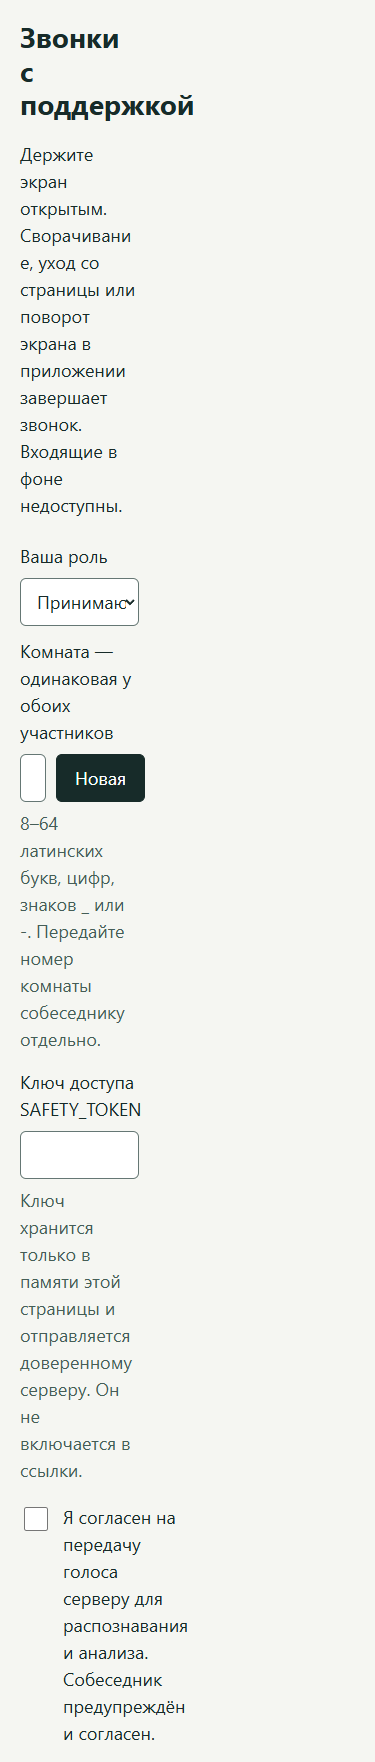 Звонки
с
поддержкой
Держите
экран
открытым.
Сворачивани
е, уход со
страницы или
поворот
экрана в
приложении
завершает
звонок.
Входящие в
фоне
недоступны.
Ваша роль
Принимаю
Комната —
одинаковая у
обоих
участников
Новая
8–64
латинских
букв, цифр,
знаков _ или
-. Передайте
номер
комнаты
собеседнику
отдельно.
Ключ доступа
SAFETY_TOKEN
Ключ
хранится
только в
памяти этой
страницы и
отправляется
доверенному
серверу. Он
не
включается в
ссылки.
Я согласен на
передачу
голоса
серверу для
распознавания
и анализа.
Собеседник
предупреждён
и согласен.